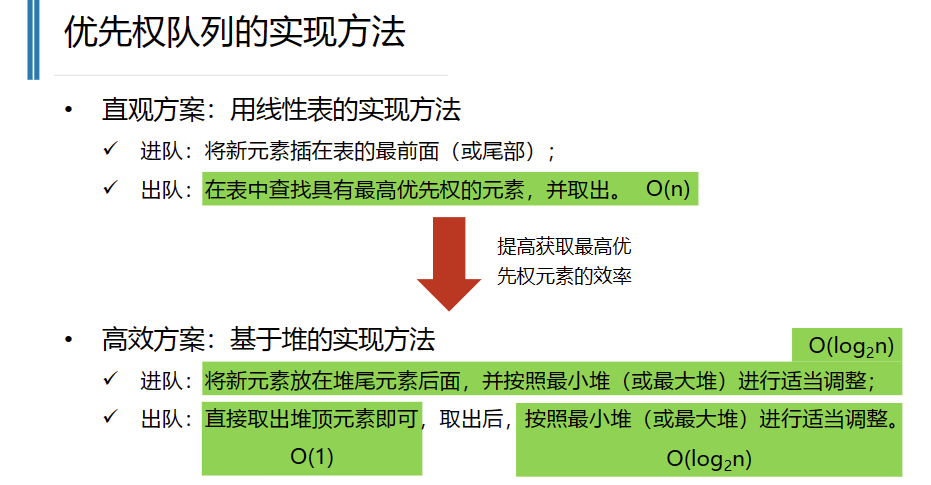 优先权队列的实现方法
• 直观方案：用线性表的实现方法
✓ 进队：将新元素插在表的最前面（或尾部）；
✓ 出队：在表中查找具有最高优先权的元素，并取出。 O(n)
提高获取最高优
先权元素的效率
• 高效方案：基于堆的实现方法
O(log₂n)
✓ 进队：将新元素放在堆尾元素后面，并按照最小堆（或最大堆）进行适当调整；
✓ 出队：直接取出堆顶元素即可，取出后，按照最小堆（或最大堆）进行适当调整。
O(1) O(log₂n)